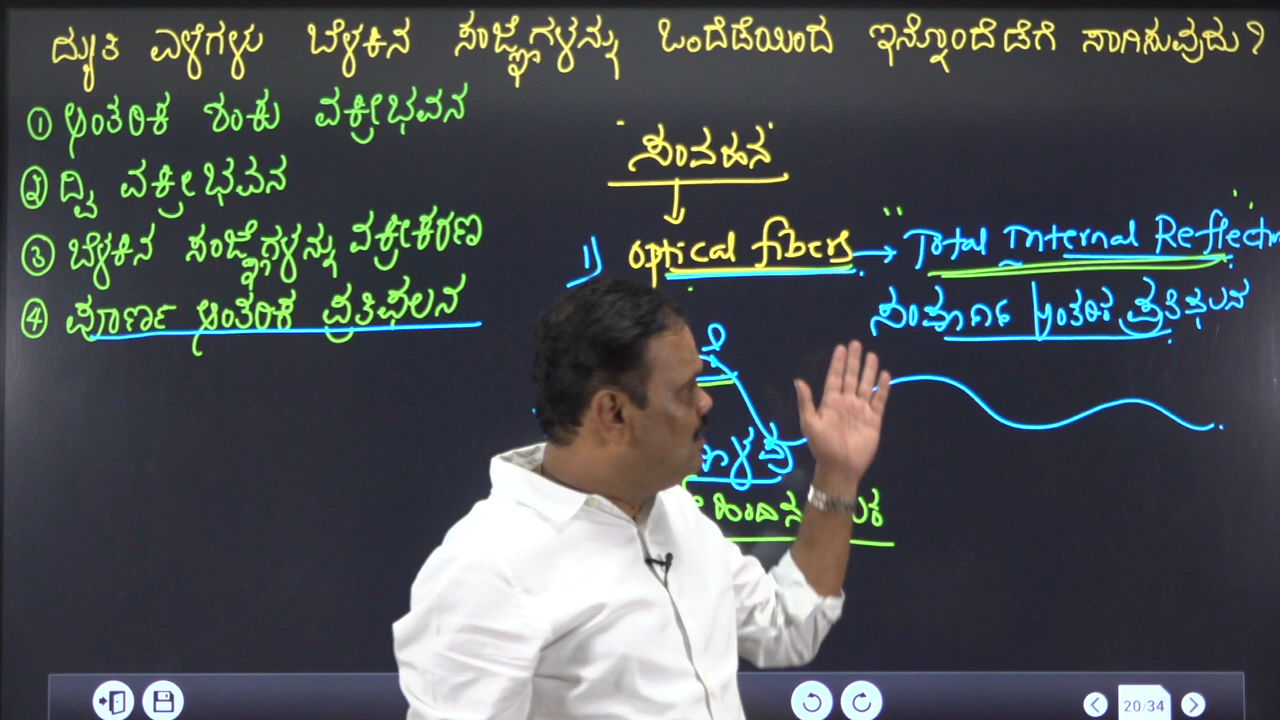 ದ್ಯುತಿ ಎಳೆಗಳು ಬೆಳಕಿನ ಸಂಜ್ಞೆಗಳನ್ನು ಒಂದೆಡೆಯಿಂದ ಇನ್ನೊಂದೆಡೆಗೆ ಸಾಗಿಸುವುದು?
① ಆಂತರಿಕ ಶಂಕು ವಕ್ರೀಭವನ
② ದ್ವಿ ವಕ್ರೀಭವನ
③ ಬೆಳಕಿನ ಸಂಜ್ಞೆಗಳನ್ನು ವಕ್ರೀಕರಣ
④ ಪೂರ್ಣ ಆಂತರಿಕ ಪ್ರತಿಫಲನ
"ಸಂವಹನ"
1) optical fibers → "Total Internal Reflectn
ಸಂಪೂರ್ಣ ಆಂತರಿಕ ಪ್ರತಿಫಲನ
ಹಿಂದಿನ
20/34